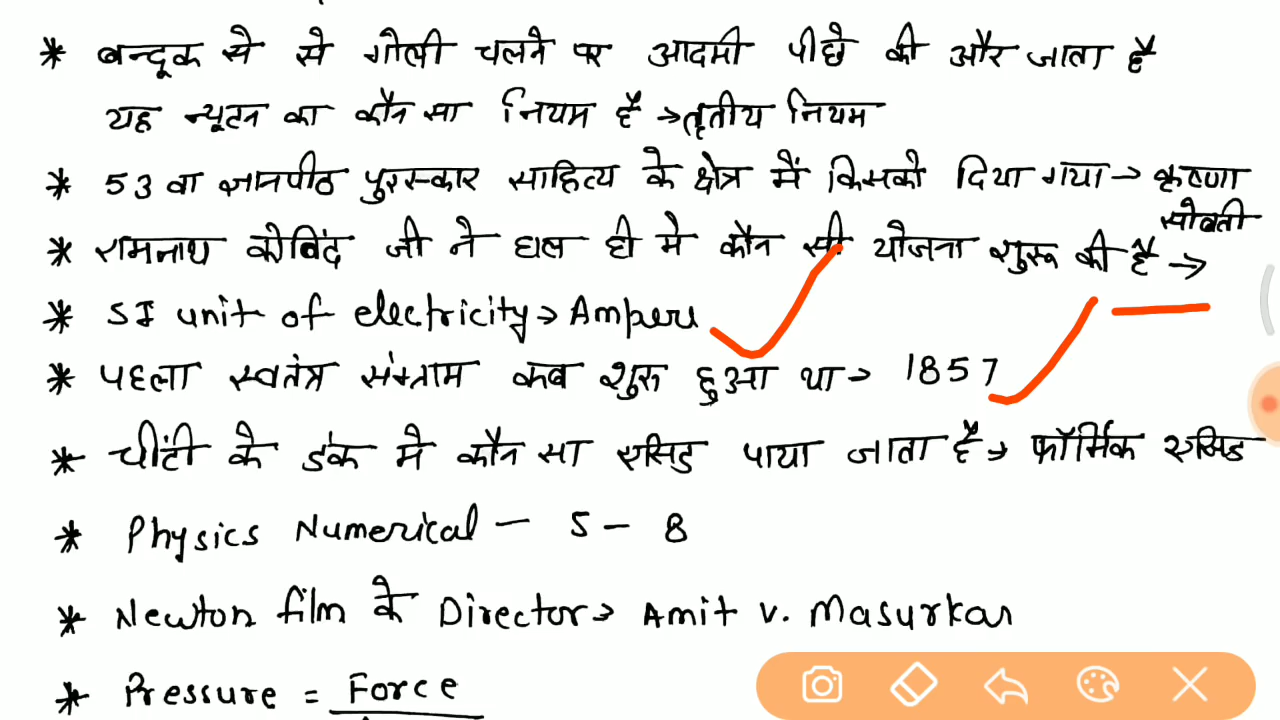 * बन्दूक से से गोली चलने पर आदमी पीछे की और जाता है
यह न्यूटन का कौन सा नियम है → तृतीय नियम
* 53 वा ज्ञानपीठ पुरस्कार साहित्य के क्षेत्र में किसको दिया गया → कृष्णा
सोबती
* रामनाथ कोविंद जी ने हाल ही मे कौन सी योजना शुरू की है →
* SI unit of electricity → Ampere
* पहला स्वतंत्र संग्राम कब शुरू हुआ था → 1857
* चींटी के डंक मे कौन सा एसिड पाया जाता है → फॉर्मिक एसिड
* Physics Numerical - 5 - 8
* Newton film के Director → Amit v. Masurkar
* Pressure = Force